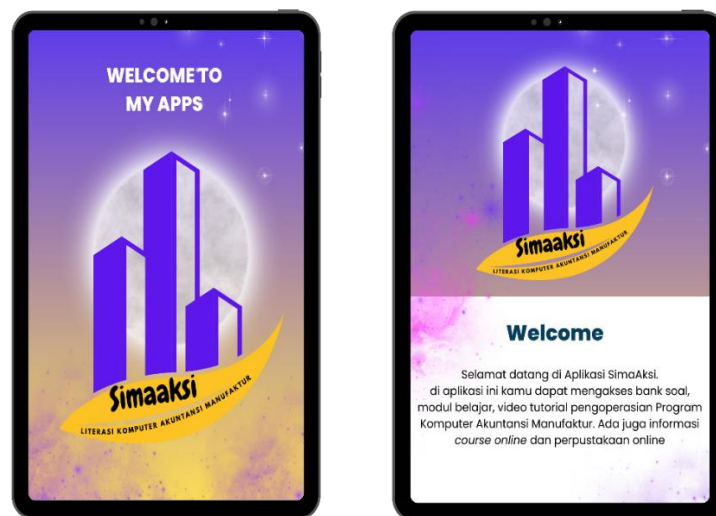 WELCOME TO
MY APPS
Simaaksi
LITERASI KOMPUTER AKUNTANSI MANUFAKTUR
Simaaksi
LITERASI KOMPUTER AKUNTANSI MANUFAKTUR
Welcome
Selamat datang di Aplikasi SimaAksi.
di aplikasi ini kamu dapat mengakses bank soal,
modul belajar, video tutorial pengoperasian Program
Komputer Akuntansi Manufaktur. Ada juga informasi
course online dan perpustakaan online